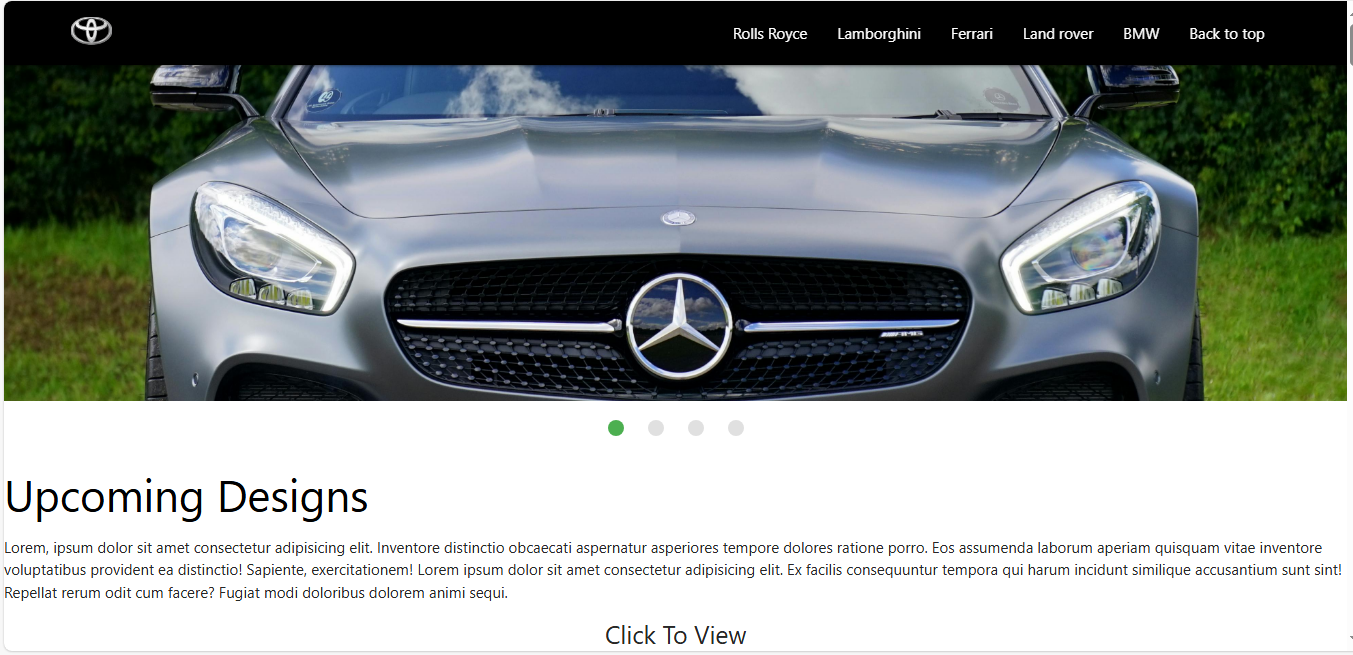 Rolls Royce Lamborghini Ferrari Land rover BMW Back to top
AMG
Upcoming Designs
Lorem, ipsum dolor sit amet consectetur adipisicing elit. Inventore distinctio obcaecati aspernatur asperiores tempore dolores ratione porro. Eos assumenda laborum aperiam quisquam vitae inventore
voluptatibus provident ea distinctio! Sapiente, exercitationem! Lorem ipsum dolor sit amet consectetur adipisicing elit. Ex facilis consequuntur tempora qui harum incidunt similique accusantium sunt sint!
Repellat rerum odit cum facere? Fugiat modi doloribus dolorem animi sequi.
Click To View